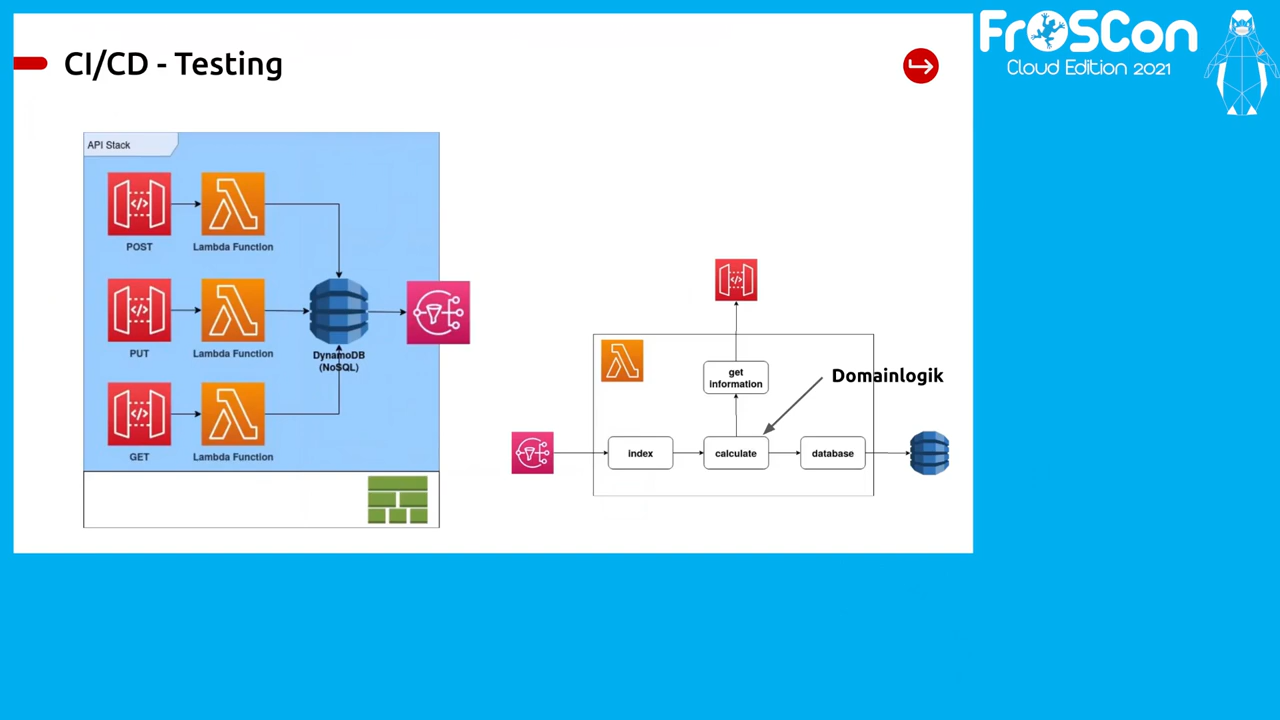 CI/CD - Testing
FrOSCon
Cloud Edition 2021
API Stack
POST
Lambda Function
PUT
Lambda Function
DynamoDB
(NoSQL)
GET
Lambda Function
get
information
Domainlogik
index
calculate
database